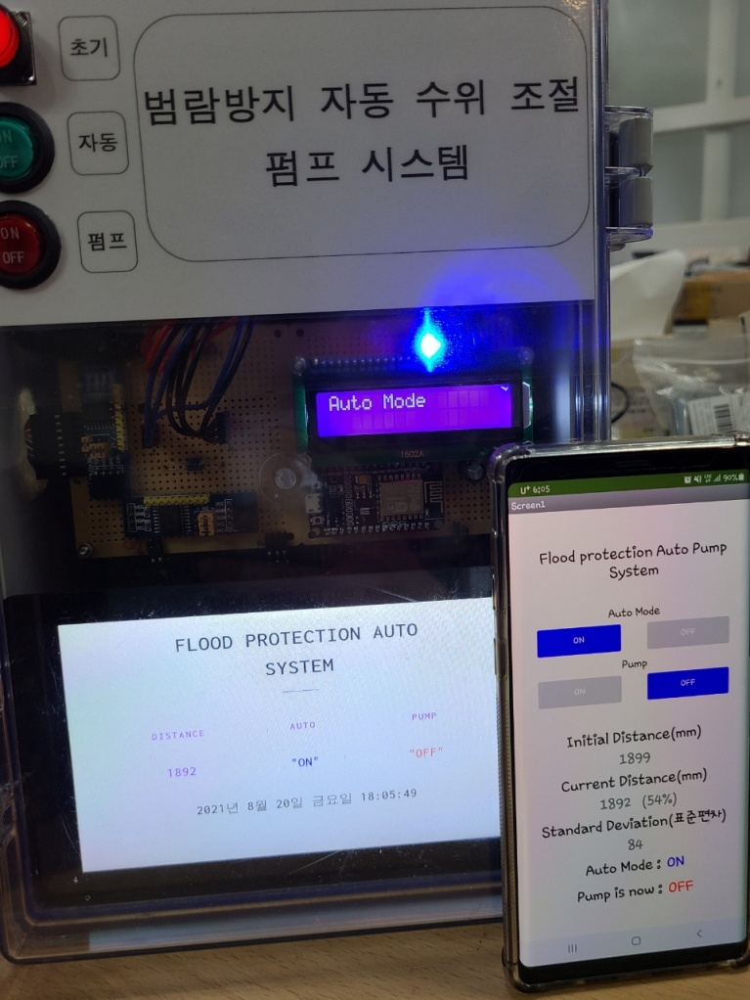 초기
범람방지 자동 수위 조절
펌프 시스템
자동
ON
OFF
펌프
ON
OFF
Auto Mode
1602A
FLOOD PROTECTION AUTO
SYSTEM
DISTANCE AUTO PUMP
1892 "ON" "OFF"
2021년 8월 20일 금요일 18:05:49
U+ 6:05 90%
Screen1
Flood protection Auto Pump
System
Auto Mode
ON OFF
Pump
ON OFF
Initial Distance(mm)
1899
Current Distance(mm)
1892 (54%)
Standard Deviation(표준편차)
84
Auto Mode : ON
Pump is now : OFF